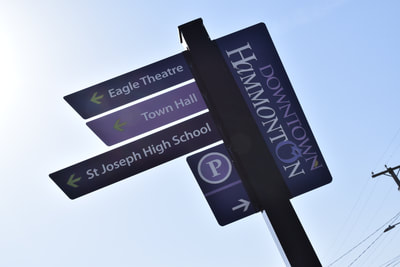 Eagle Theatre
Town Hall
St Joseph High School
P
DOWNTOWN
HAMMONTON